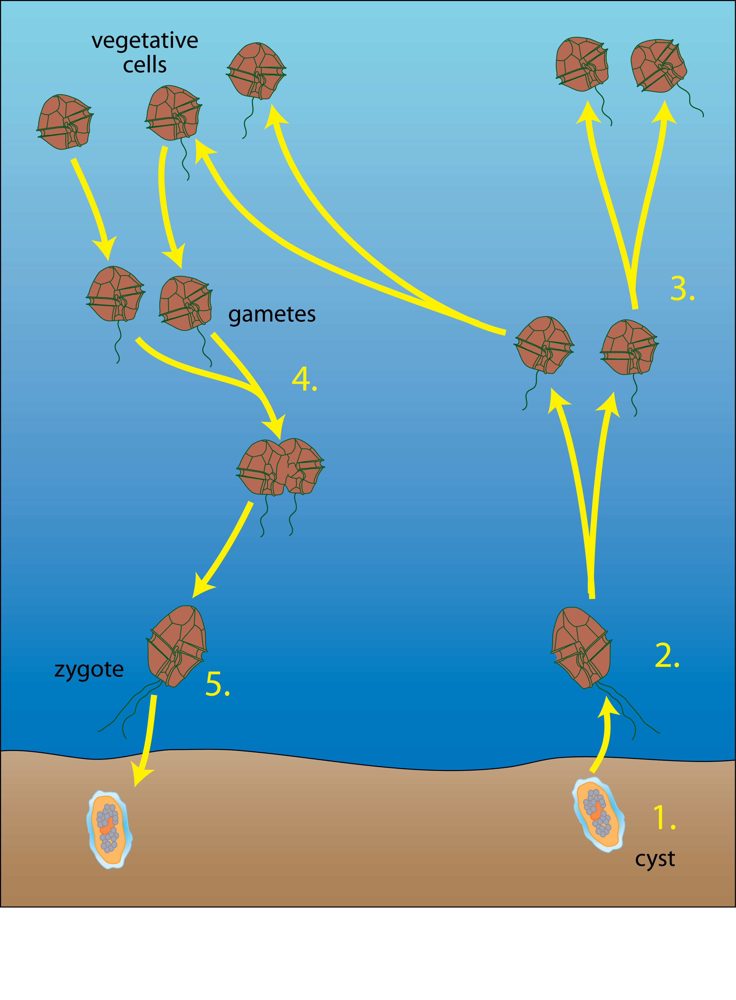 vegetative
cells
3.
gametes
4.
2.
zygote
5.
1.
cyst